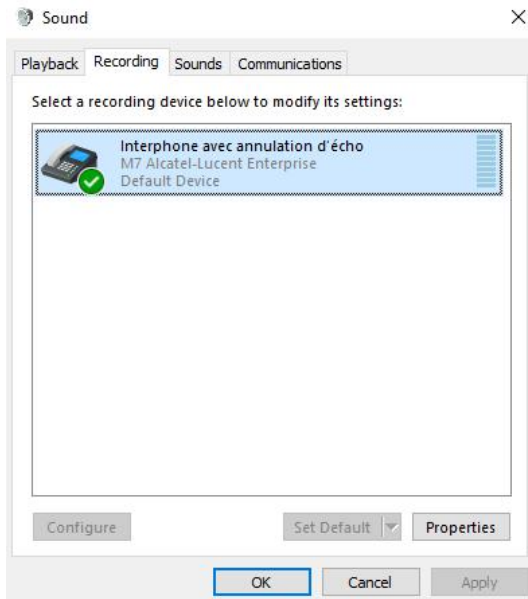 Sound
Playback Recording Sounds Communications
Select a recording device below to modify its settings:
Interphone avec annulation d'écho
M7 Alcatel-Lucent Enterprise
Default Device
Configure Set Default Properties
OK Cancel Apply